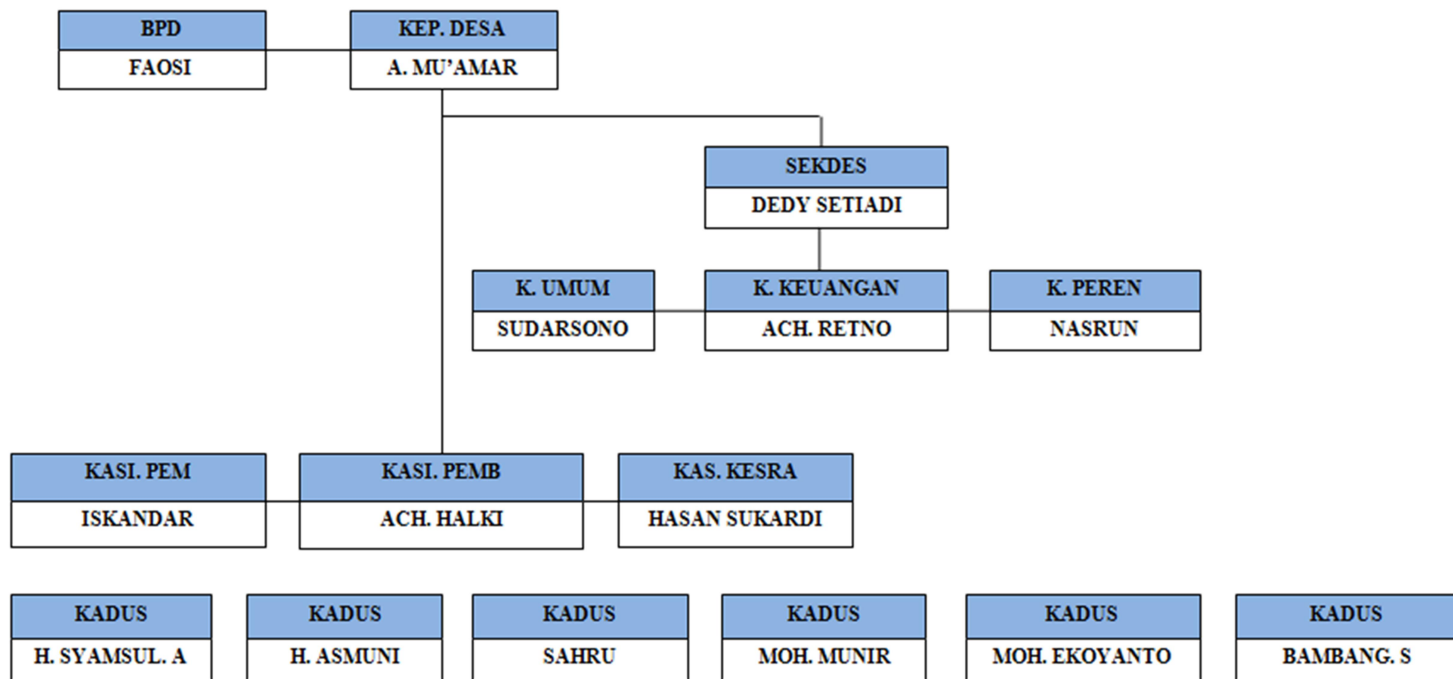 BPD
FAOSI
KEP. DESA
A. MU’AMAR
SEKDES
DEDY SETIADI
K. UMUM
SUDARSONO
K. KEUANGAN
ACH. RETNO
K. PEREN
NASRUN
KASI. PEM
ISKANDAR
KASI. PEMB
ACH. HALKI
KAS. KESRA
HASAN SUKARDI
KADUS
H. SYAMSUL. A
KADUS
H. ASMUNI
KADUS
SAHRU
KADUS
MOH. MUNIR
KADUS
MOH. EKOYANTO
KADUS
BAMBANG. S